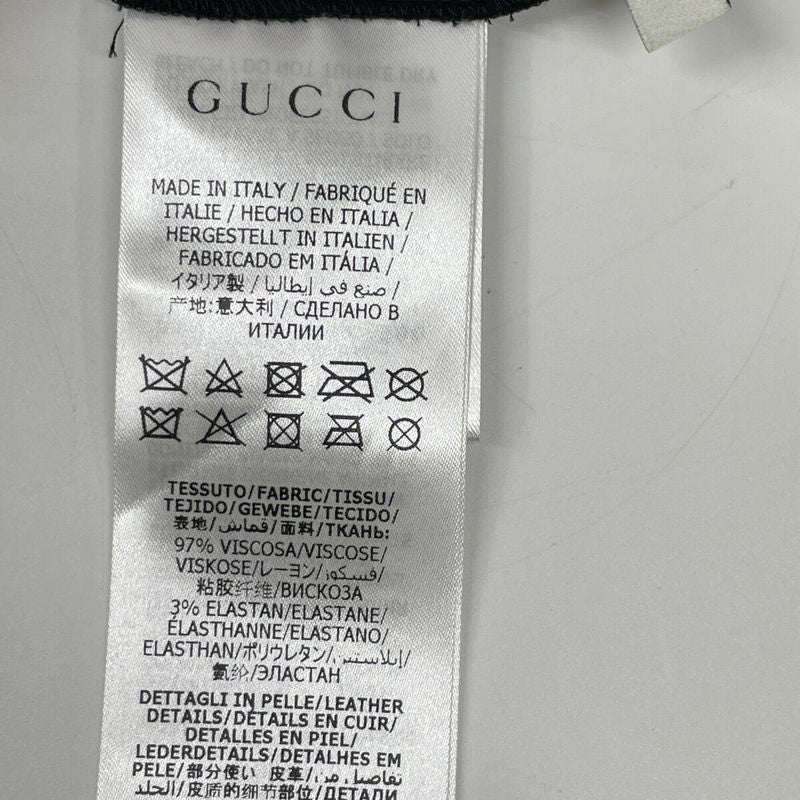 GUCCI
MADE IN ITALY / FABRIQUÉ EN
ITALIE / HECHO EN ITALIA /
HERGESTELLT IN ITALIEN /
FABRICADO EM ITÁLIA /
イタリア製 / صنع في إيطاليا /
产地:意大利 / СДЕЛАНО В
ИТАЛИИ
TESSUTO/FABRIC/TISSU/
TEJIDO/GEWEBE/TECIDO/
表地/قماش/面料/ТКАНЬ:
97% VISCOSA/VISCOSE/
VISKOSE/レーヨン/فسكوز/
粘胶纤维/ВИСКОЗА
3% ELASTAN/ELASTANE/
ÉLASTHANNE/ELASTANO/
ELASTHAN/ポリウレタン/إيلاستين/
氨纶/ЭЛАСТАН
DETTAGLI IN PELLE/LEATHER
DETAILS/DÉTAILS EN CUIR/
DETALLES EN PIEL/
LEDERDETAILS/DETALHES EM
PELE/部分使い 皮革/تفاصيل من
الجلد/皮质的细节部位/ДЕТАЛИ